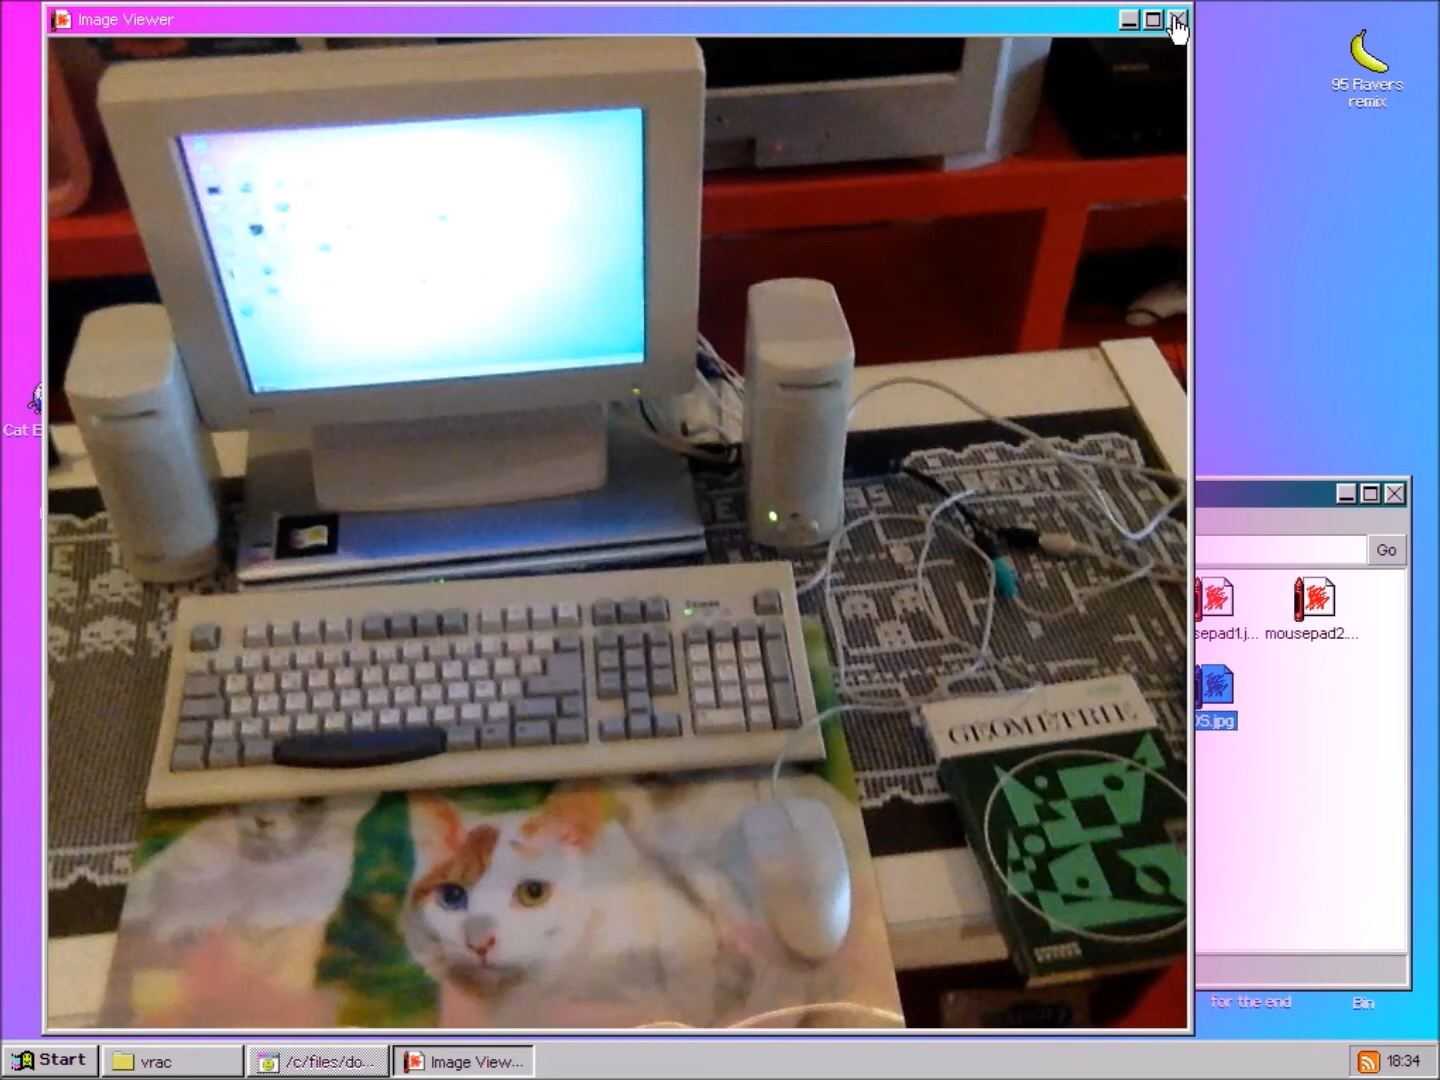 Image Viewer
95 Ravers
remix
Cat E
Go
sepad1.j...
mousepad2....
OS.jpg
GEOMETRIE
for the end
Bin
Start
vrac
/c/files/do...
Image View...
18:34